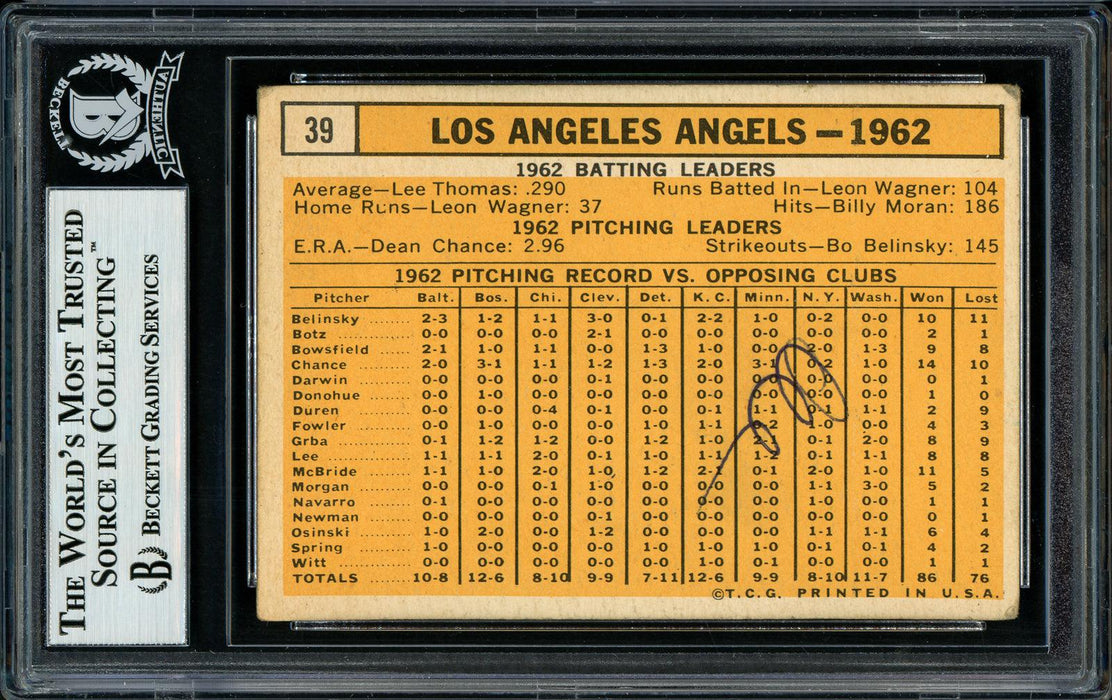 BECKETT
AUTHENTIC
B
THE WORLD'S MOST TRUSTED
SOURCE IN COLLECTING™
B BECKETT GRADING SERVICES
39 LOS ANGELES ANGELS—1962
1962 BATTING LEADERS
Average—Lee Thomas: .290 Runs Batted In—Leon Wagner: 104
Home Runs—Leon Wagner: 37 Hits—Billy Moran: 186
1962 PITCHING LEADERS
E.R.A.—Dean Chance: 2.96 Strikeouts—Bo Belinsky: 145
1962 PITCHING RECORD VS. OPPOSING CLUBS
Pitcher Balt. Bos. Chi. Clev. Det. K. C. Minn. N. Y. Wash. Won Lost
Belinsky ....... 2-3 1-2 1-1 3-0 0-1 2-2 1-0 0-2 0-0 10 11
Botz ............ 0-0 0-0 0-0 2-1 0-0 0-0 0-0 0-0 0-0 2 1
Bowsfield ...... 2-1 1-0 1-1 0-0 1-3 1-0 0-0 2-0 1-3 9 8
Chance ......... 2-0 3-1 1-1 1-2 1-3 2-0 3-1 0-2 1-0 14 10
Darwin ......... 0-0 0-0 0-0 0-0 0-0 0-0 0-0 0-1 0-0 0 1
Donohue ....... 0-0 1-0 0-0 0-0 0-0 0-0 0-0 0-0 0-0 1 0
Duren .......... 0-0 0-0 0-4 0-1 0-0 0-1 1-1 0-1 1-1 2 9
Fowler ......... 0-0 1-0 0-0 0-1 0-0 1-0 0-2 1-0 0-0 4 3
Grba ........... 0-1 1-2 1-2 0-0 1-2 1-0 2-1 0-1 2-0 8 9
Lee ............. 1-1 1-1 2-0 0-1 1-0 1-1 1-2 0-1 1-1 8 8
McBride ........ 1-1 1-0 2-0 1-0 1-2 2-1 0-1 2-0 1-0 11 5
Morgan ......... 0-0 0-0 0-1 1-0 0-0 0-0 0-0 1-1 3-0 5 2
Navarro ........ 0-1 0-0 0-0 0-0 0-0 0-0 0-0 1-0 0-0 1 1
Newman ........ 0-0 0-0 0-0 0-1 0-0 0-0 0-0 0-0 0-0 0 1
Osinski ......... 1-0 2-0 0-0 1-2 0-0 1-0 0-0 1-1 1-1 6 4
Spring .......... 1-0 0-0 0-0 0-0 1-0 1-0 1-0 0-1 0-1 4 2
Witt ............ 0-0 0-0 0-0 0-0 0-0 1-0 0-1 0-0 0-0 1 1
TOTALS 10-8 12-6 8-10 9-9 7-11 12-6 9-9 8-10 11-7 86 76
©T.C.G. PRINTED IN U.S.A.